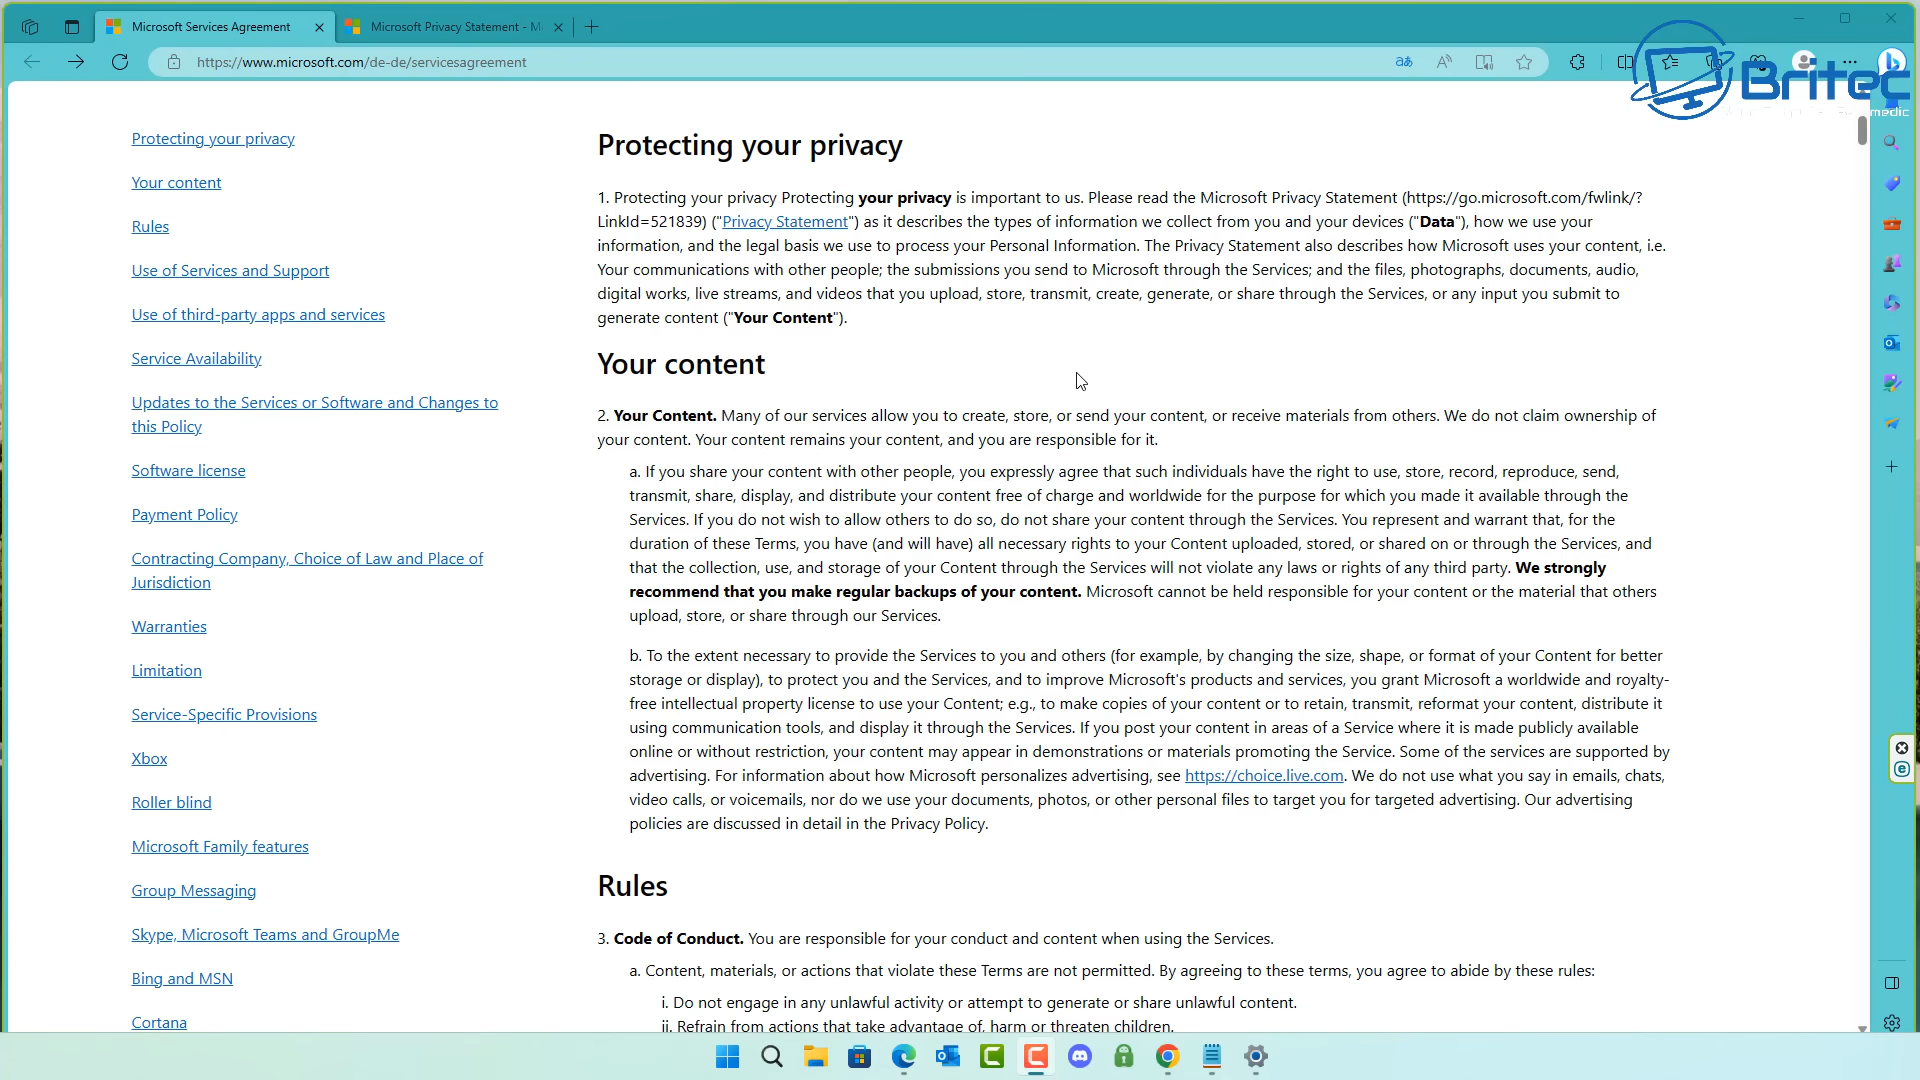 Microsoft Services Agreement
Microsoft Privacy Statement - M
https://www.microsoft.com/de-de/servicesagreement
Britec
Protecting your privacy
Your content
Rules
Use of Services and Support
Use of third-party apps and services
Service Availability
Updates to the Services or Software and Changes to
this Policy
Software license
Payment Policy
Contracting Company, Choice of Law and Place of
Jurisdiction
Warranties
Limitation
Service-Specific Provisions
Xbox
Roller blind
Microsoft Family features
Group Messaging
Skype, Microsoft Teams and GroupMe
Bing and MSN
Cortana
Protecting your privacy
1. Protecting your privacy Protecting your privacy is important to us. Please read the Microsoft Privacy Statement (https://go.microsoft.com/fwlink/?
LinkId=521839) ("Privacy Statement") as it describes the types of information we collect from you and your devices ("Data"), how we use your
information, and the legal basis we use to process your Personal Information. The Privacy Statement also describes how Microsoft uses your content, i.e.
Your communications with other people; the submissions you send to Microsoft through the Services; and the files, photographs, documents, audio,
digital works, live streams, and videos that you upload, store, transmit, create, generate, or share through the Services, or any input you submit to
generate content ("Your Content").
Your content
2. Your Content. Many of our services allow you to create, store, or send your content, or receive materials from others. We do not claim ownership of
your content. Your content remains your content, and you are responsible for it.
a. If you share your content with other people, you expressly agree that such individuals have the right to use, store, record, reproduce, send,
transmit, share, display, and distribute your content free of charge and worldwide for the purpose for which you made it available through the
Services. If you do not wish to allow others to do so, do not share your content through the Services. You represent and warrant that, for the
duration of these Terms, you have (and will have) all necessary rights to your Content uploaded, stored, or shared on or through the Services, and
that the collection, use, and storage of your Content through the Services will not violate any laws or rights of any third party. We strongly
recommend that you make regular backups of your content. Microsoft cannot be held responsible for your content or the material that others
upload, store, or share through our Services.
b. To the extent necessary to provide the Services to you and others (for example, by changing the size, shape, or format of your Content for better
storage or display), to protect you and the Services, and to improve Microsoft's products and services, you grant Microsoft a worldwide and royalty-
free intellectual property license to use your Content; e.g., to make copies of your content or to retain, transmit, reformat your content, distribute it
using communication tools, and display it through the Services. If you post your content in areas of a Service where it is made publicly available
online or without restriction, your content may appear in demonstrations or materials promoting the Service. Some of the services are supported by
advertising. For information about how Microsoft personalizes advertising, see https://choice.live.com. We do not use what you say in emails, chats,
video calls, or voicemails, nor do we use your documents, photos, or other personal files to target you for targeted advertising. Our advertising
policies are discussed in detail in the Privacy Policy.
Rules
3. Code of Conduct. You are responsible for your conduct and content when using the Services.
a. Content, materials, or actions that violate these Terms are not permitted. By agreeing to these terms, you agree to abide by these rules:
i. Do not engage in any unlawful activity or attempt to generate or share unlawful content.
ii. Refrain from actions that take advantage of, harm or threaten children.